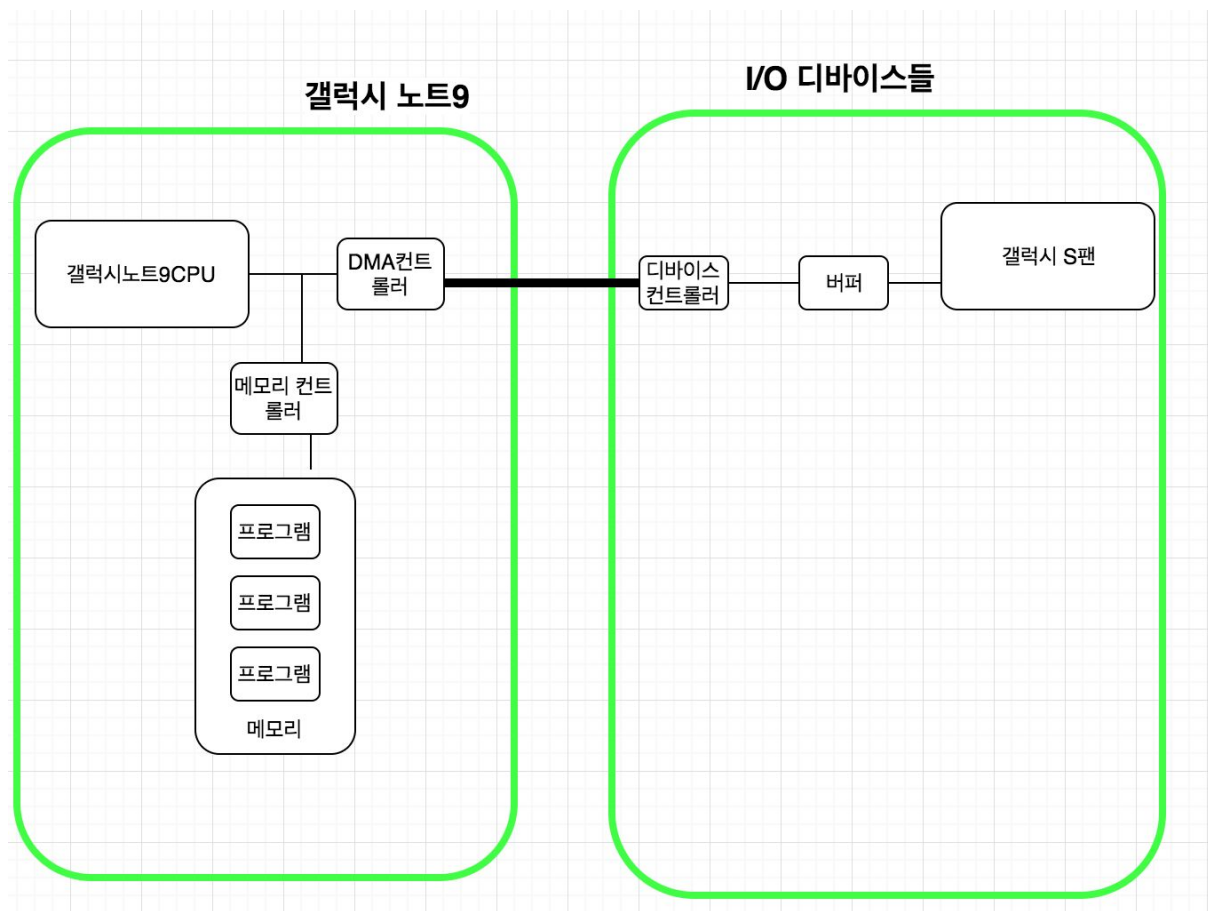 갤럭시 노트9
I/O 디바이스들
갤럭시노트9CPU
DMA컨트
롤러
디바이스
컨트롤러
버퍼
갤럭시 S팬
메모리 컨트
롤러
프로그램
프로그램
프로그램
메모리